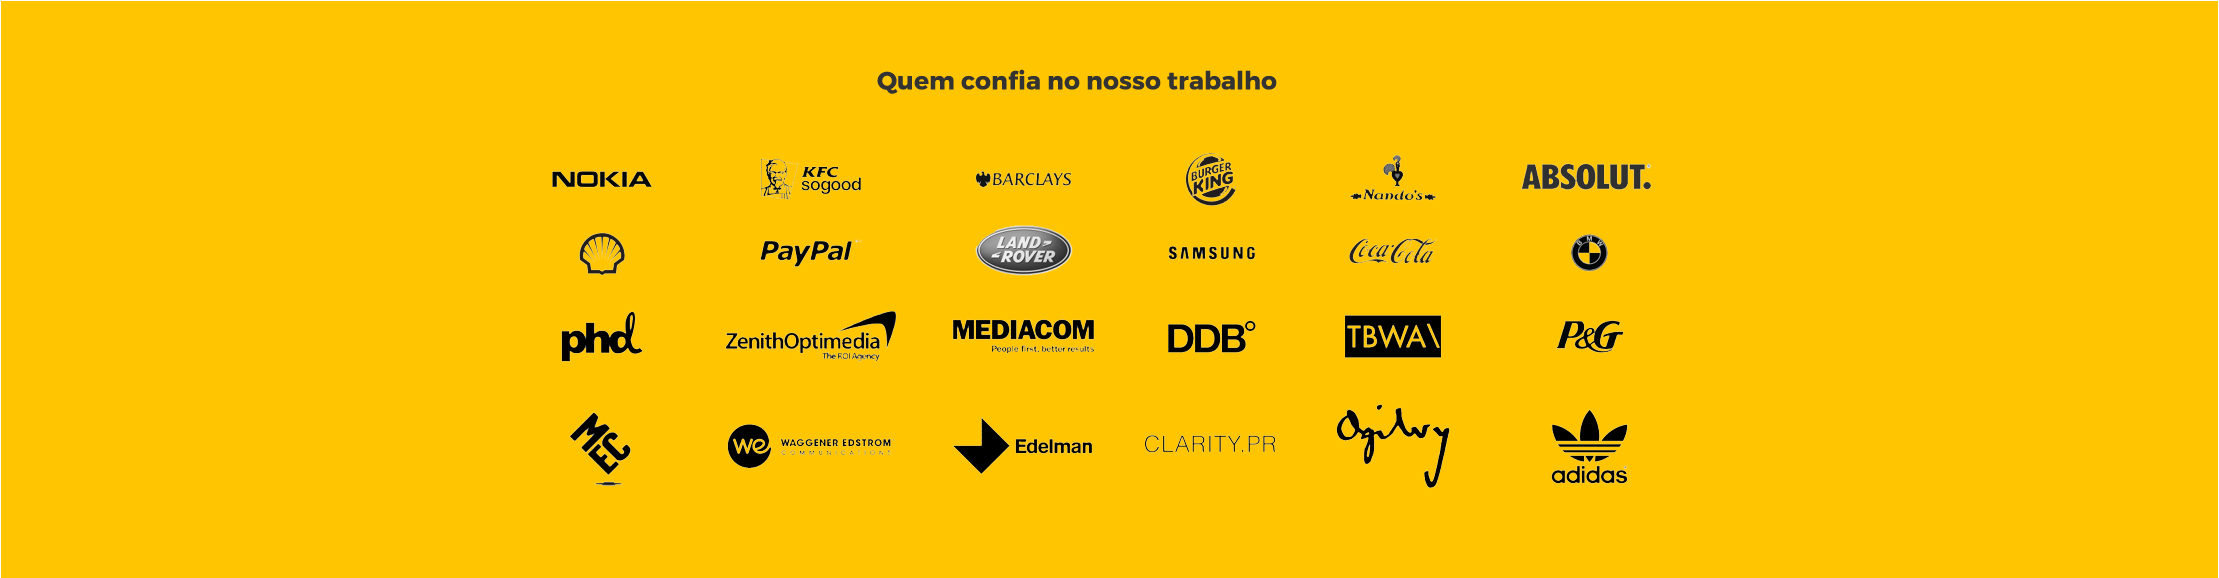 Quem confia no nosso trabalho
NOKIA
KFC
sogood
BARCLAYS
BURGER
KING
Nando's
ABSOLUT.
PayPal
LAND
ROVER
SAMSUNG
Coca-Cola
BMW
phd
ZenithOptimedia
The ROI Agency
MEDIACOM
People first, better results
DDB°
TBWA\
P&G
MEC
we
WAGGENER EDSTROM
COMMUNICATIONS
Edelman
CLARITY.PR
Ogilvy
adidas